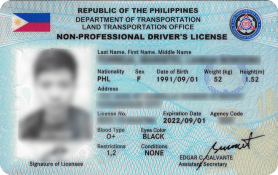 REPUBLIC OF THE PHILIPPINES
DEPARTMENT OF TRANSPORTATION
LAND TRANSPORTATION OFFICE
NON-PROFESSIONAL DRIVER'S LICENSE
Last Name, First Name, Middle Name
Nationality Sex Date of Birth Weight (kg) Height (m)
PHL F 1991/09/01 52 1.52
Address
License No. Expiration Date Agency Code
2022/09/01
Blood Type Eyes Color
O+ BLACK
Restrictions Conditions
1,2 NONE
Signature of Licensee
EDGAR C. GALVANTE
Assistant Secretary